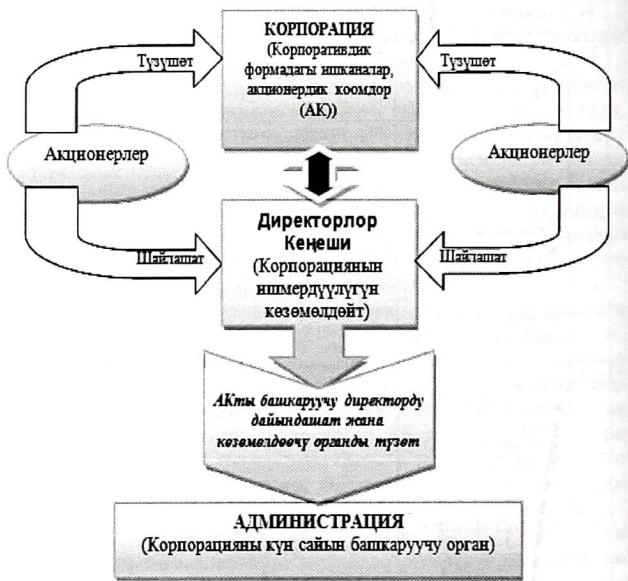 КОРПОРАЦИЯ
(Корпоративдик
формадагы ишканалар,
акционердик коомдор
(АК))
Түзүшөт
Түзүшөт
Акционерлер
Акционерлер
Шайлашат
Шайлашат
Директорлор
Кеңеши
(Корпорациянын
ишмердүүлүгүн
көзөмөлдөйт)
АКты башкаруучу директорду
дайындашат жана
көзөмөлдөөчү органды түзөт
АДМИНИСТРАЦИЯ
(Корпорацияны күн сайын башкаруучу орган)